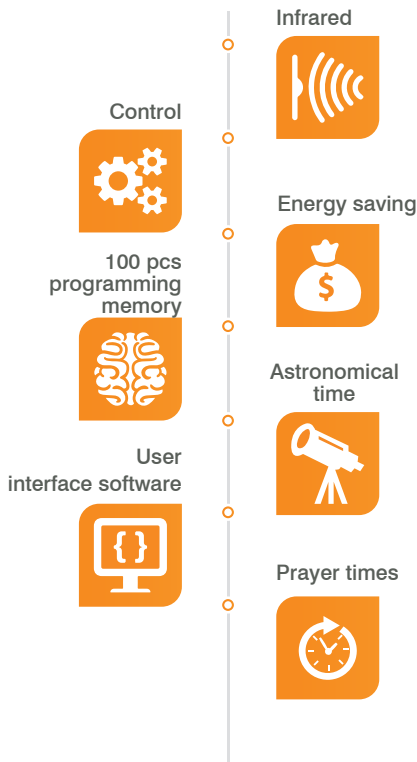 Infrared
Control
Energy saving
100 pcs
programming
memory
$
Astronomical
time
User
interface software
{ }
Prayer times